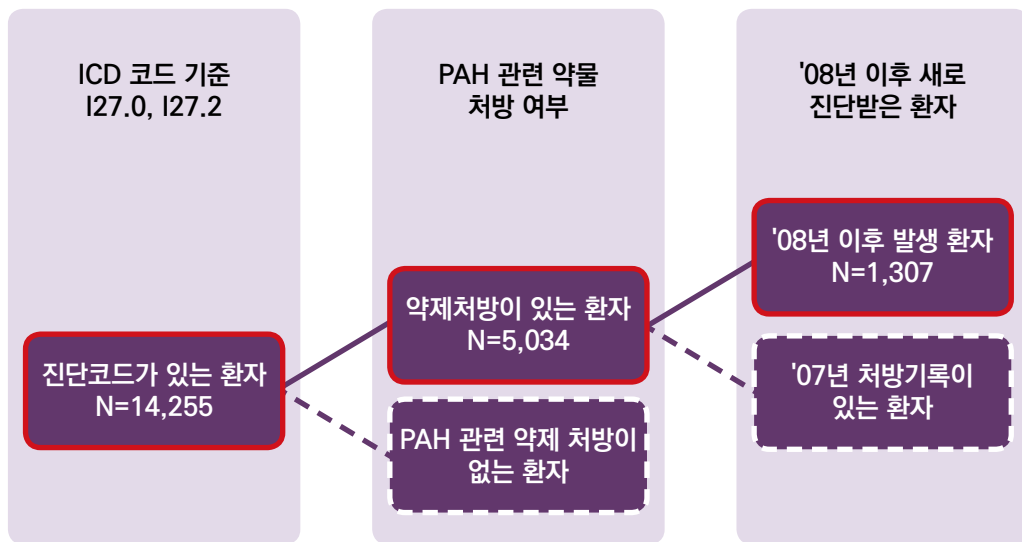 ICD 코드 기준
I27.0, I27.2
진단코드가 있는 환자
N=14,255
PAH 관련 약물
처방 여부
약제처방이 있는 환자
N=5,034
PAH 관련 약제 처방이
없는 환자
'08년 이후 새로
진단받은 환자
'08년 이후 발생 환자
N=1,307
'07년 처방기록이
있는 환자